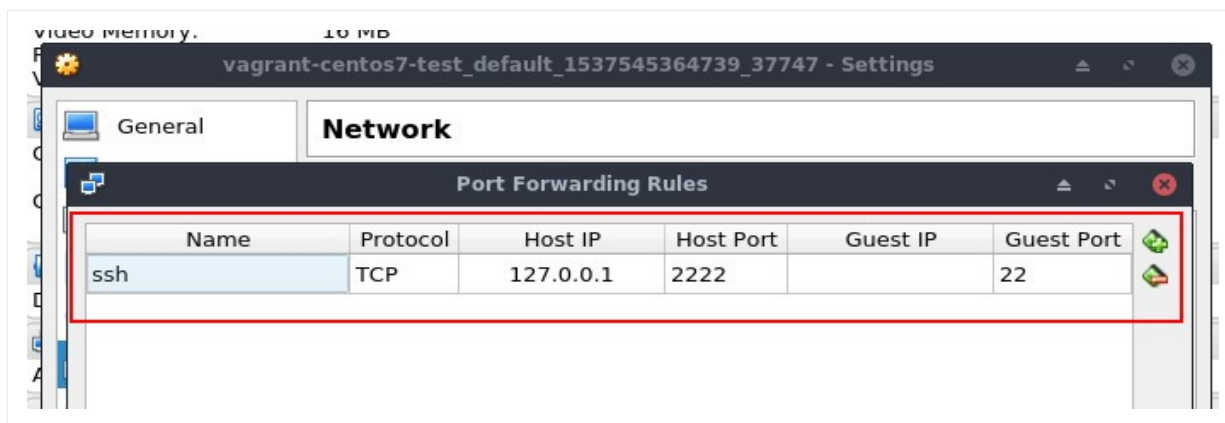 Video Memory: 16 MB
vagrant-centos7-test_default_1537545364739_37747 - Settings
General
Network
Port Forwarding Rules
Name Protocol Host IP Host Port Guest IP Guest Port
ssh TCP 127.0.0.1 2222 22